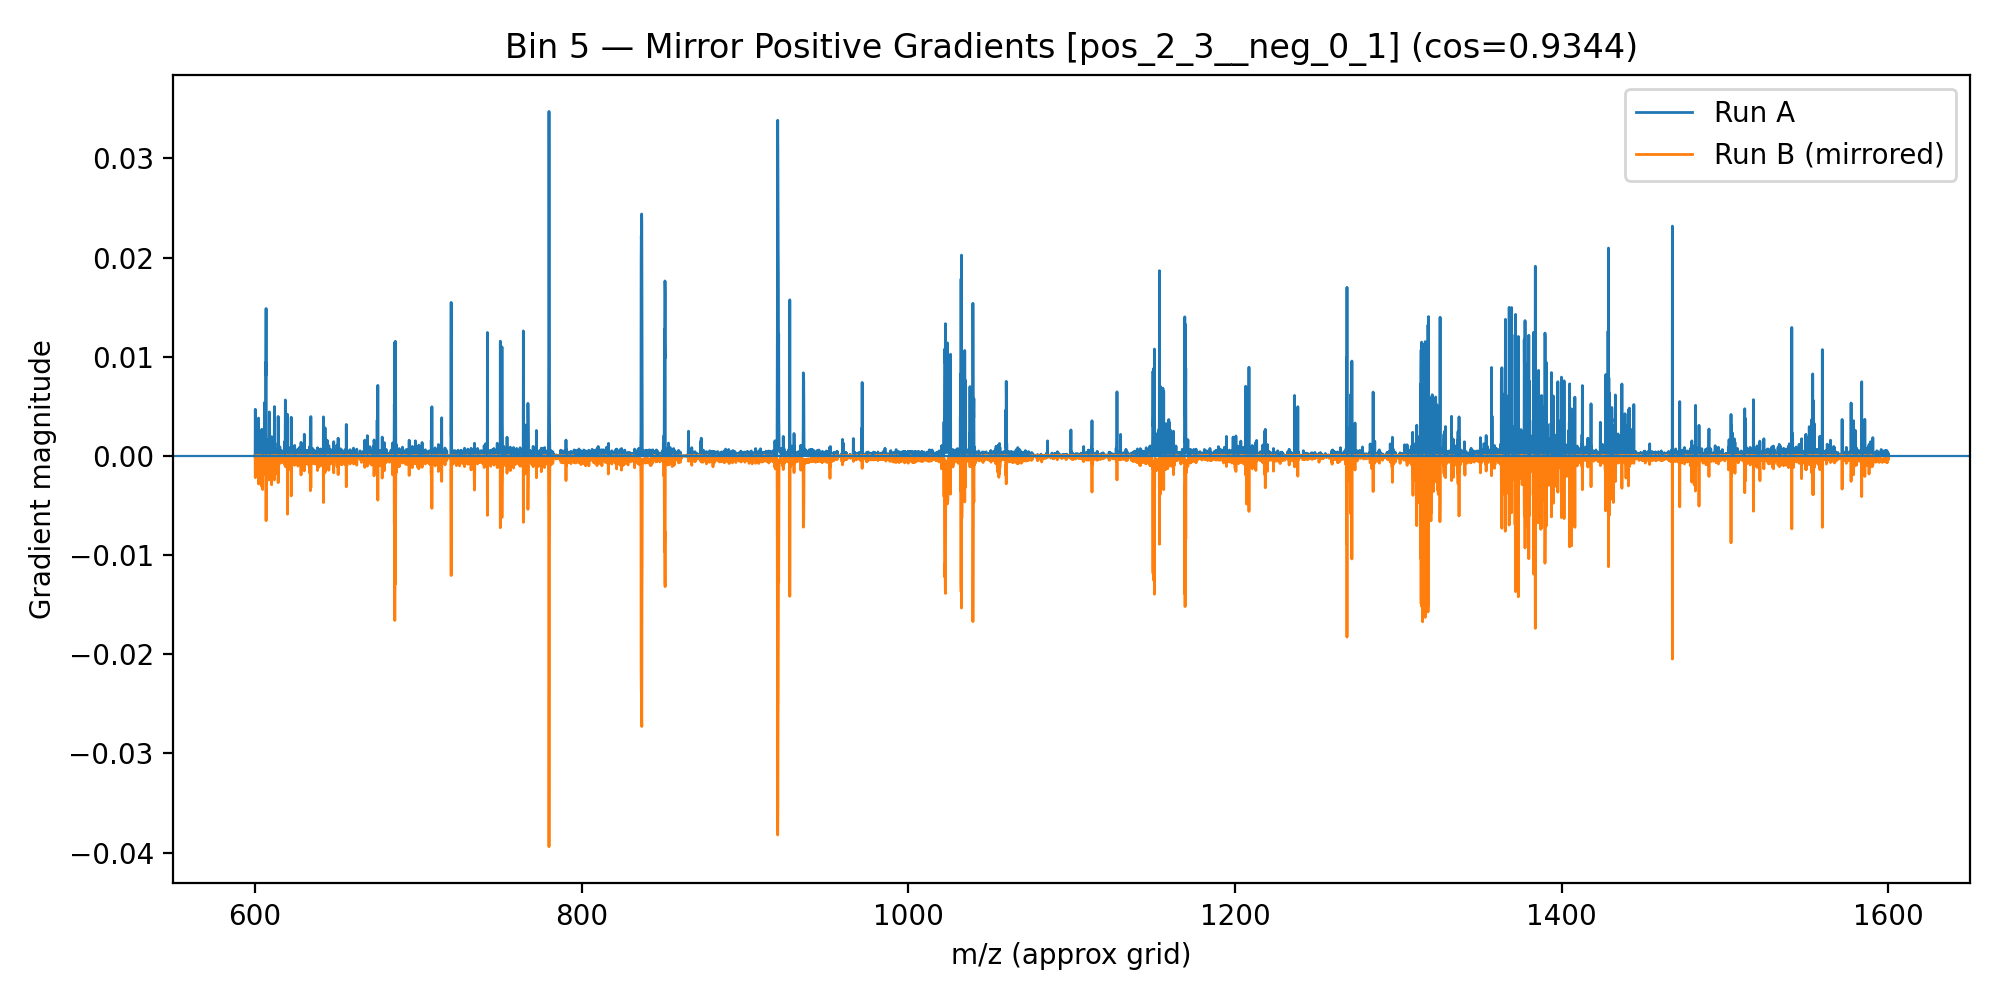 Bin 5 — Mirror Positive Gradients [pos_2_3__neg_0_1] (cos=0.9344)
Run A
Run B (mirrored)
Gradient magnitude
0.03
0.02
0.01
0.00
−0.01
−0.02
−0.03
−0.04
600 800 1000 1200 1400 1600
m/z (approx grid)